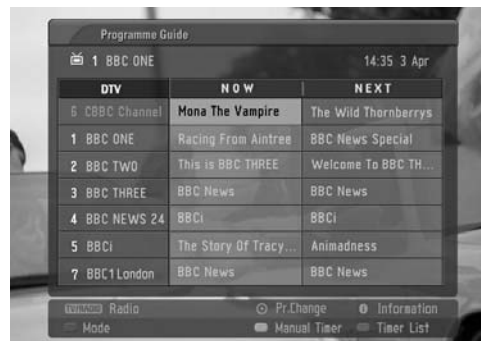 Programme Guide
1 BBC ONE 14:35 3 Apr
DTV NOW NEXT
6 CBBC Channel Mona The Vampire The Wild Thornberrys
1 BBC ONE Racing From Aintree BBC News Special
2 BBC TWO This is BBC THREE Welcome To BBC TH...
3 BBC THREE BBC News BBC News
4 BBC NEWS 24 BBCi BBCi
5 BBCi The Story Of Tracy... Animadness
7 BBC1 London BBC News BBC News
TV/RADIO Radio Pr.Change Information
Mode Manual Timer Timer List